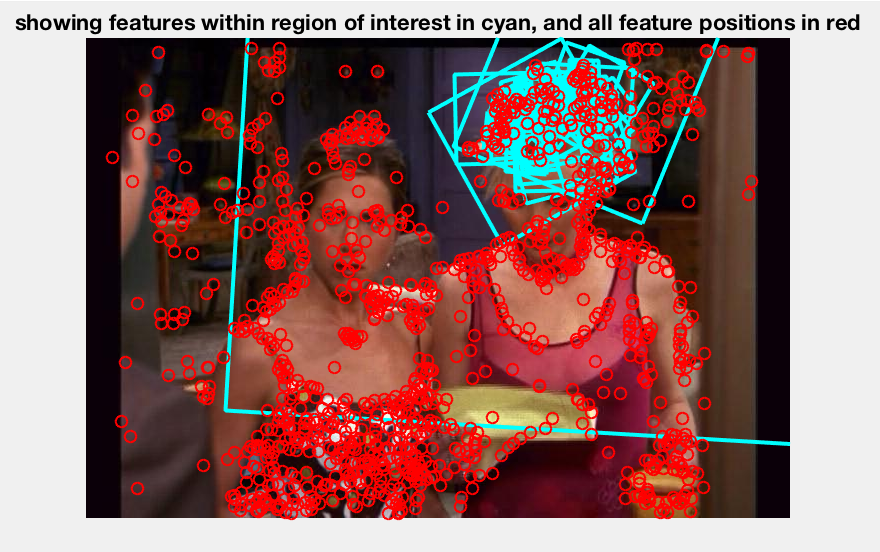 showing features within region of interest in cyan, and all feature positions in red